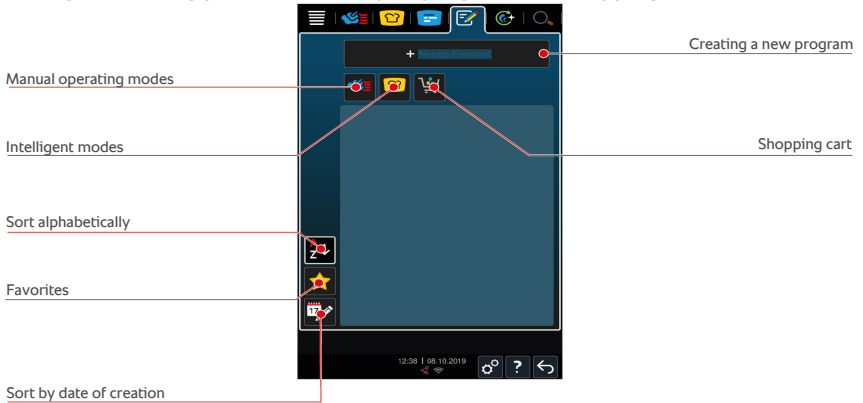 Creating a new program
+ Neues Element
Manual operating modes
Intelligent modes
Shopping cart
Sort alphabetically
Favorites
Sort by date of creation
A
Z
17
12:38 | 08.10.2019
?